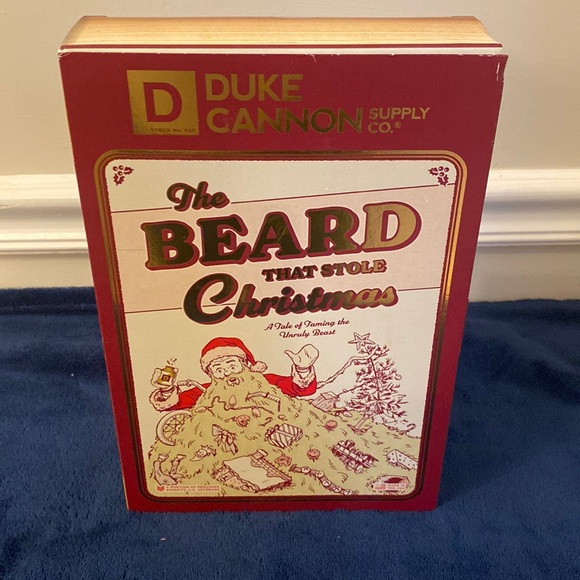 D
DUKE
CANNON SUPPLY
CO.®
The
BEARD
THAT STOLE
Christmas
A Tale of Taming the
Unruly Beast